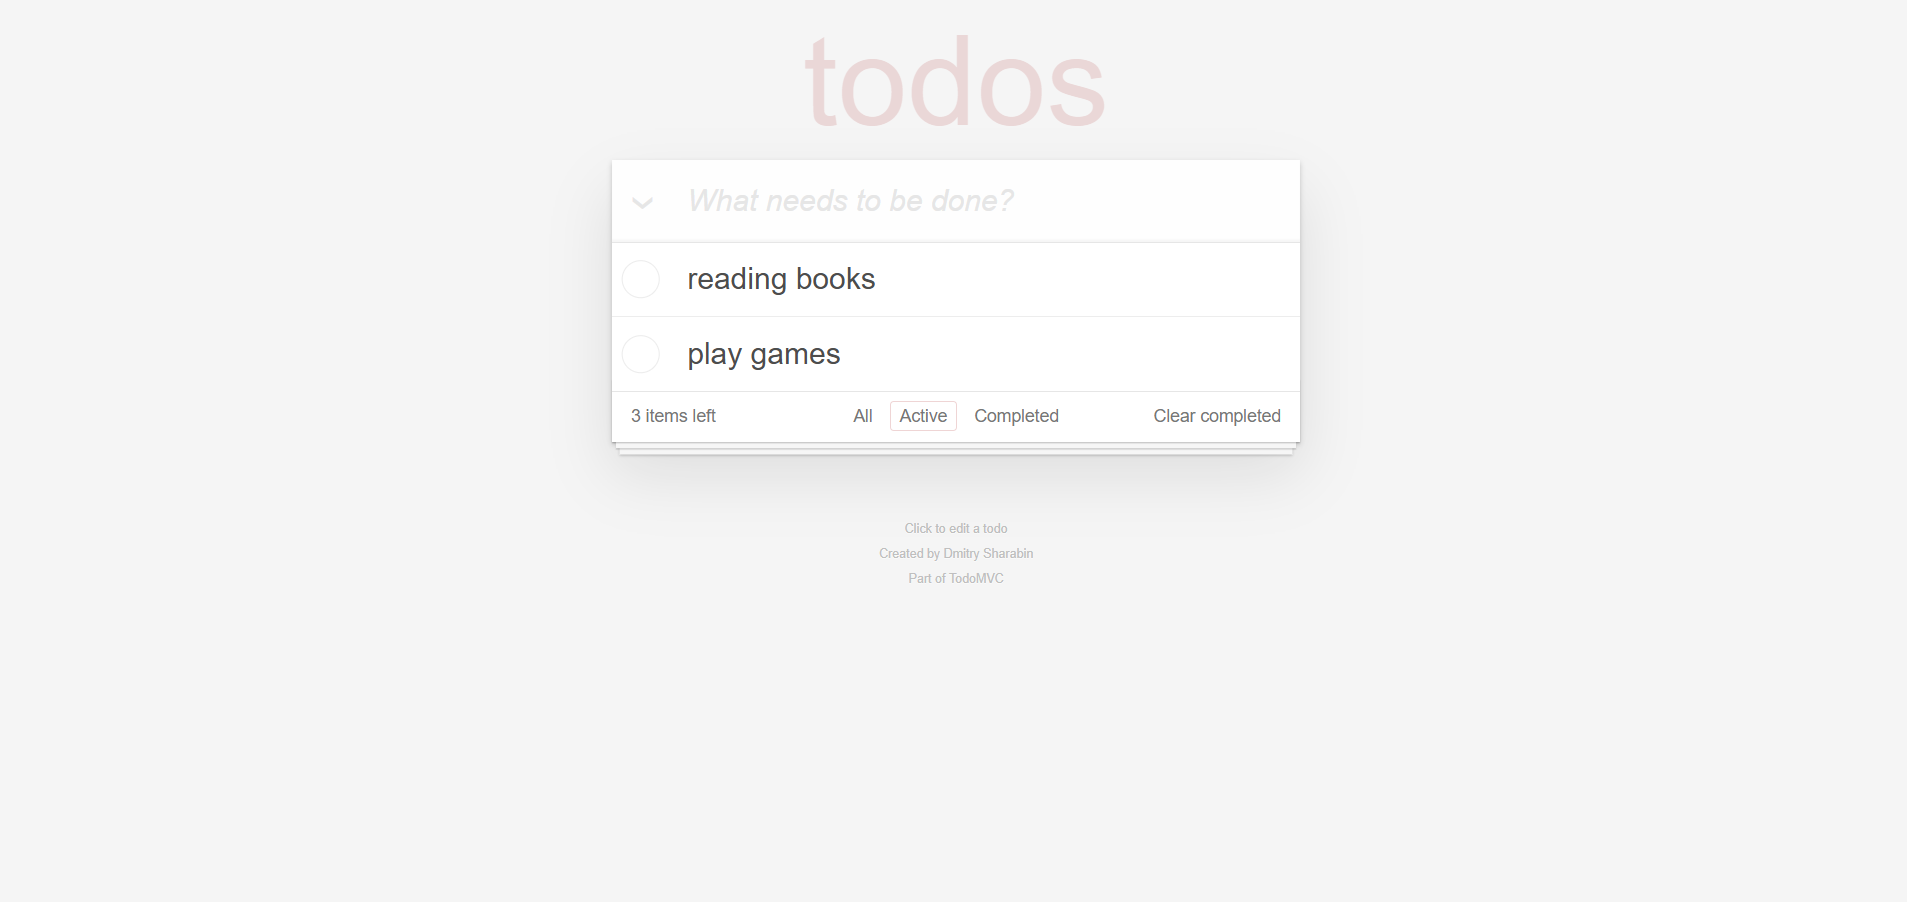 todos
What needs to be done?
reading books
play games
3 items left All Active Completed Clear completed
Click to edit a todo
Created by Dmitry Sharabin
Part of TodoMVC